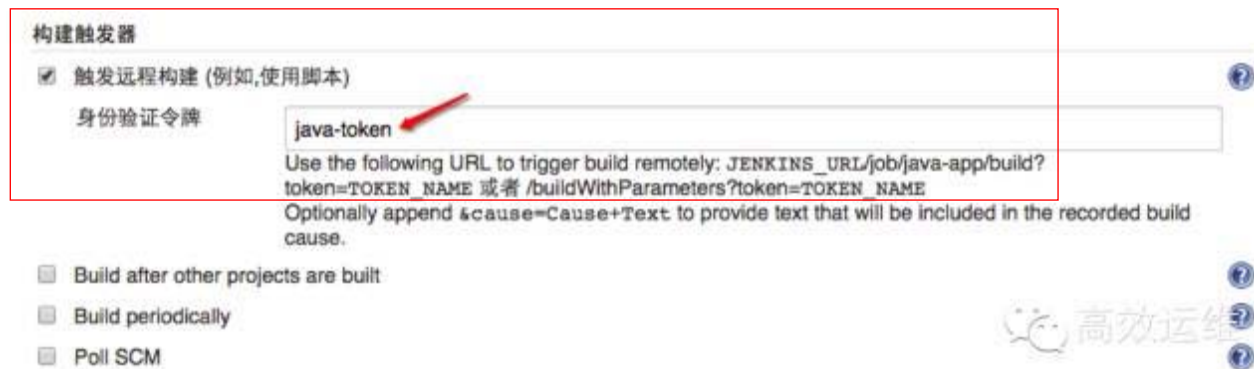 构建触发器
触发远程构建 (例如,使用脚本)
身份验证令牌
java-token
Use the following URL to trigger build remotely: JENKINS_URL/job/java-app/build?
token=TOKEN_NAME 或者 /buildWithParameters?token=TOKEN_NAME
Optionally append &cause=Cause+Text to provide text that will be included in the recorded build
cause.
Build after other projects are built
Build periodically
Poll SCM
高效运维